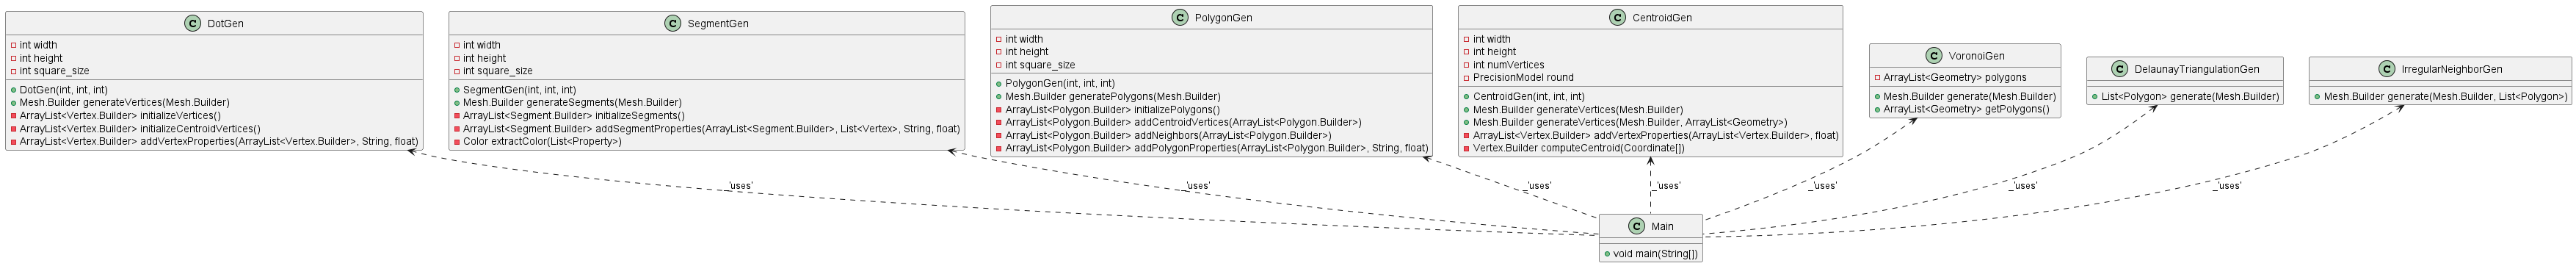 C DotGen
int width
int height
int square_size
DotGen(int, int, int)
Mesh.Builder generateVertices(Mesh.Builder)
ArrayList<Vertex.Builder> initializeVertices()
ArrayList<Vertex.Builder> initializeCentroidVertices()
ArrayList<Vertex.Builder> addVertexProperties(ArrayList<Vertex.Builder>, String, float)
C SegmentGen
int width
int height
int square_size
SegmentGen(int, int, int)
Mesh.Builder generateSegments(Mesh.Builder)
ArrayList<Segment.Builder> initializeSegments()
ArrayList<Segment.Builder> addSegmentProperties(ArrayList<Segment.Builder>, List<Vertex>, String, float)
Color extractColor(List<Property>)
C PolygonGen
int width
int height
int square_size
PolygonGen(int, int, int)
Mesh.Builder generatePolygons(Mesh.Builder)
ArrayList<Polygon.Builder> initializePolygons()
ArrayList<Polygon.Builder> addCentroidVertices(ArrayList<Polygon.Builder>)
ArrayList<Polygon.Builder> addNeighbors(ArrayList<Polygon.Builder>)
ArrayList<Polygon.Builder> addPolygonProperties(ArrayList<Polygon.Builder>, String, float)
C CentroidGen
int width
int height
int numVertices
PrecisionModel round
CentroidGen(int, int, int)
Mesh.Builder generateVertices(Mesh.Builder)
Mesh.Builder generateVertices(Mesh.Builder, ArrayList<Geometry>)
ArrayList<Vertex.Builder> addVertexProperties(ArrayList<Vertex.Builder>, float)
Vertex.Builder computeCentroid(Coordinate[])
C VoronoiGen
ArrayList<Geometry> polygons
Mesh.Builder generate(Mesh.Builder)
ArrayList<Geometry> getPolygons()
C DelaunayTriangulationGen
List<Polygon> generate(Mesh.Builder)
C IrregularNeighborGen
Mesh.Builder generate(Mesh.Builder, List<Polygon>)
_'uses'
_'uses'
_'uses'
_'uses'
_'uses'
_'uses'
_'uses'
C Main
void main(String[])